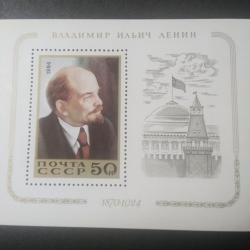 ВЛАДИМИР ИЛЬИЧ ЛЕНИН
1984
ПОЧТА
СССР 50
1870-1924